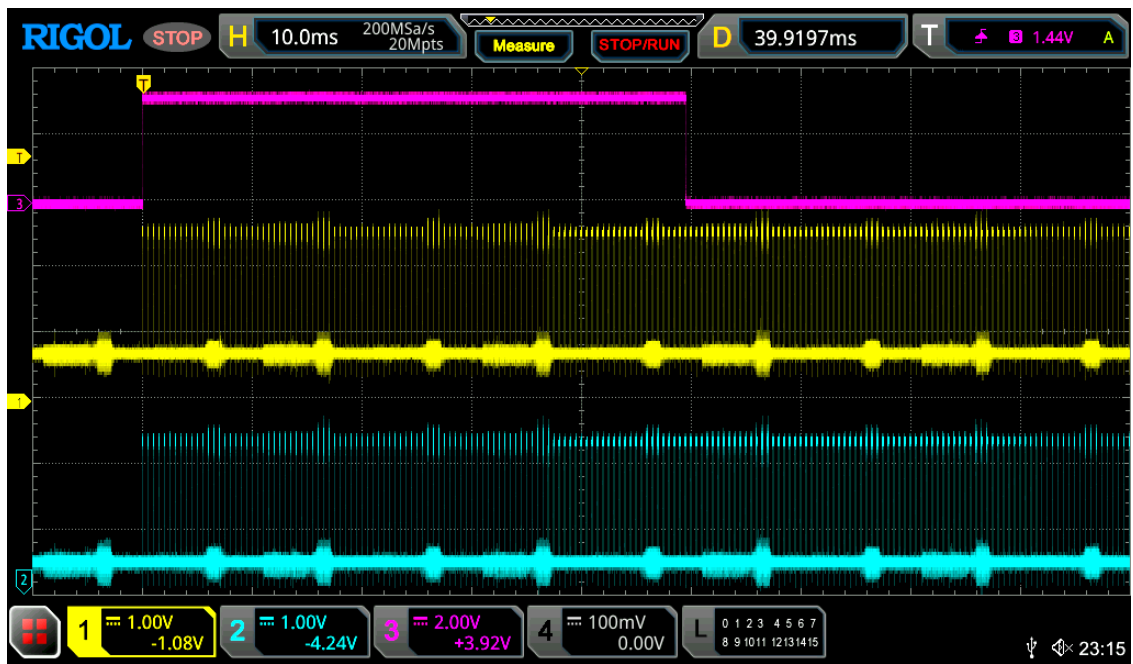 RIGOL STOP H 10.0ms 200MSa/s 20Mpts Measure STOP/RUN D 39.9197ms T 3 1.44V A
T
T
3
1
2
1 1.00V -1.08V 2 1.00V -4.24V 3 2.00V +3.92V 4 100mV 0.00V L 0 1 2 3 4 5 6 7
8 9 10 11 12 13 14 15
23:15